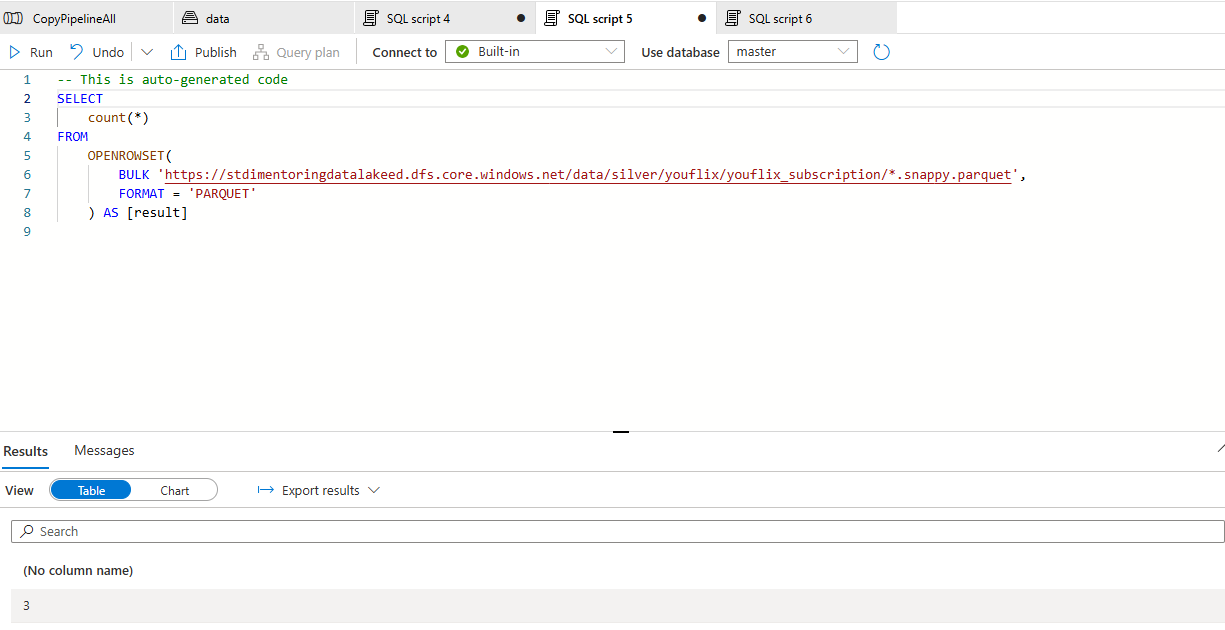 CopyPipelineAll data SQL script 4 SQL script 5 SQL script 6
Run Undo Publish Query plan Connect to Built-in Use database master
1 -- This is auto-generated code
2 SELECT
3 count(*)
4 FROM
5 OPENROWSET(
6 BULK 'https://stdimentoringdatalakeed.dfs.core.windows.net/data/silver/youflix/youflix_subscription/*.snappy.parquet',
7 FORMAT = 'PARQUET'
8 ) AS [result]
9
Results Messages
View Table Chart Export results
Search
(No column name)
3